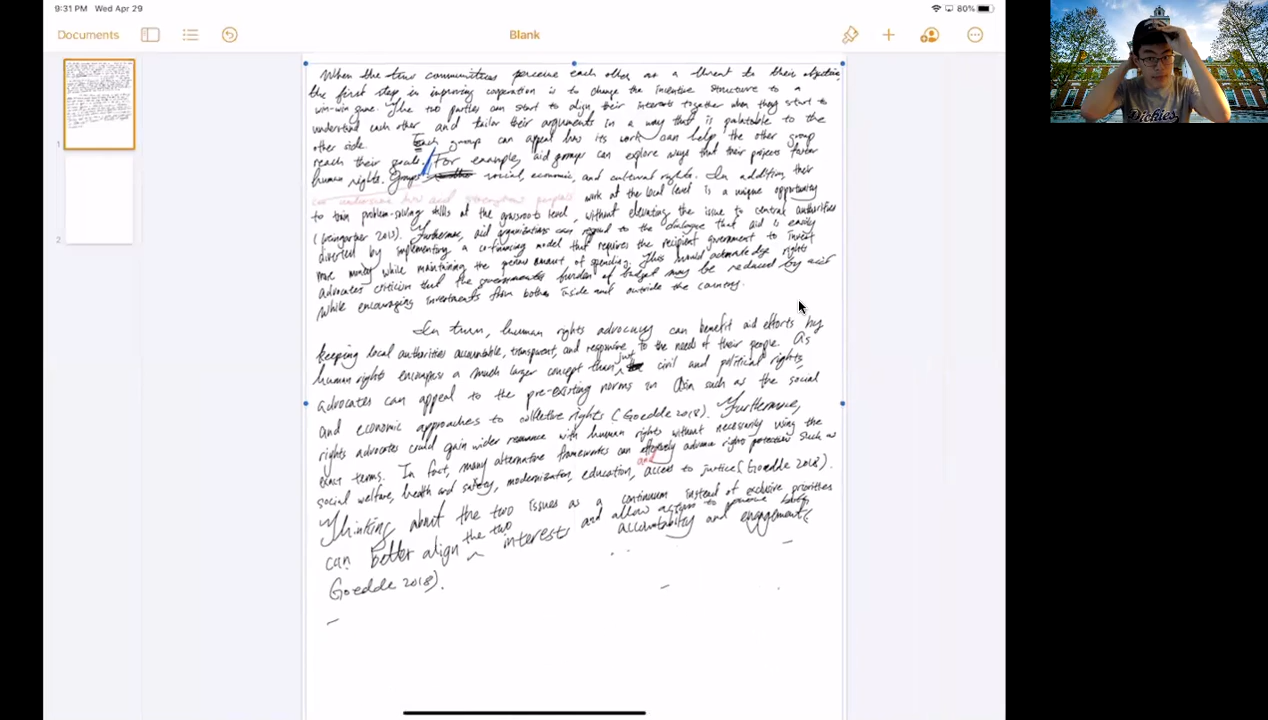 9:31 PM Wed Apr 29
80%
Documents
Blank
1
2
When the two communities perceive each other as a threat to their objective,
the first step in improving cooperation is to change the incentive structure to a
win-win game. The two parties can start to align their interests together when they start to
understand each other and tailor their arguments in a way that is palatable to the
other side. Each group can appeal how its work can help the other group
reach their goals. For example, aid groups can explore ways that their projects foster
human rights. Groups social, economic, and cultural rights. In addition, their
work at the local level is a unique opportunity
to train problem-solving skills at the grassroots level, without elevating the issue to central authorities
2013). Furthermore, aid organizations can respond to the dialogue that aid is easily
diverted by implementing a co-financing model that requires the recipient government to invest
more money while maintaining the amount of spending. This would acknowledge rights
advocates criticism that the burden of budget may be reduced by aid
while encouraging investments from both inside and outside the country.
In turn, human rights advocacy can benefit aid efforts by
keeping local authorities accountable, transparent, and responsive to the needs of their people. As
human rights encompass a much larger concept than just civil and political rights,
advocates can appeal to the pre-existing norms in such as the social
and economic approaches to collective rights (Goedde 2018). Furthermore,
rights advocates could gain wider resonance with human rights without necessarily using the
exact terms. In fact, many alternative frameworks can effectively advance rights protection such as
social welfare, health and safety, modernization, education, and access to justice (Goedde 2018).
Thinking about the two issues as a continuum instead of exclusive priorities
can better align the two interests and allow to both accountability and engagement (
Goedde 2018).
Dickies